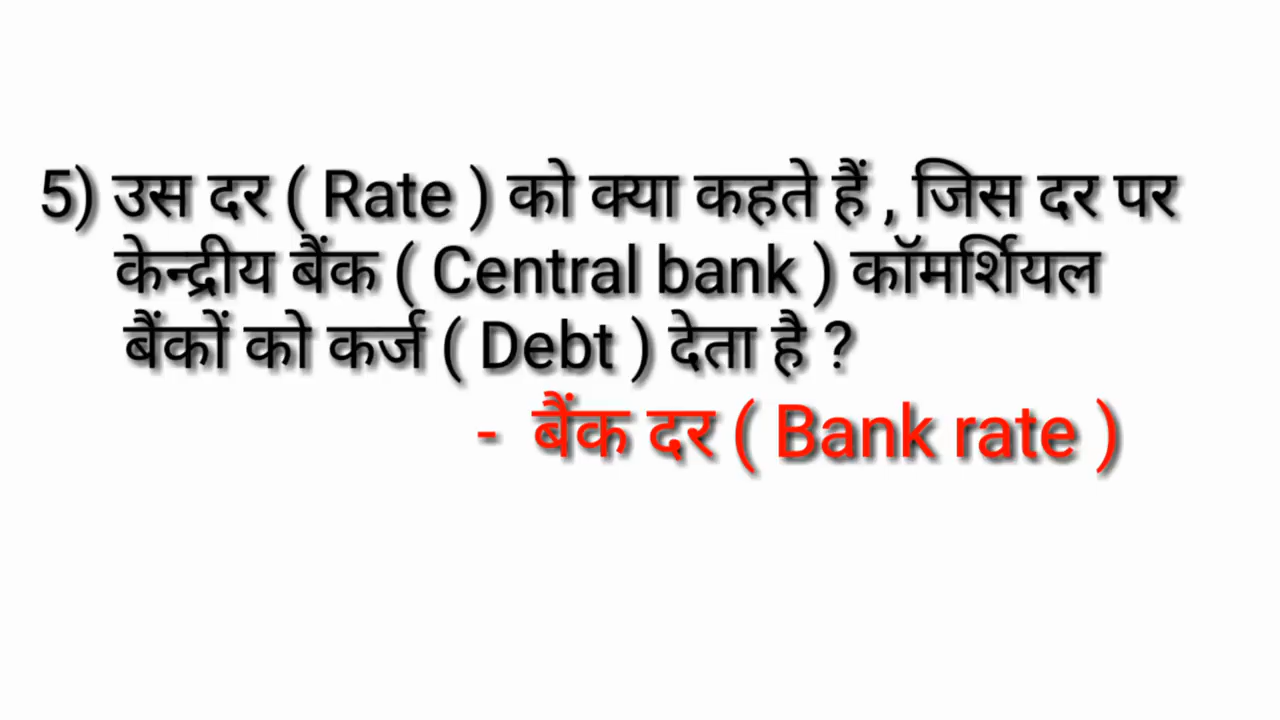 5) उस दर ( Rate ) को क्या कहते हैं , जिस दर पर
केन्द्रीय बैंक ( Central bank ) कॉमर्शियल
बैंकों को कर्ज ( Debt ) देता है ?
- बैंक दर ( Bank rate )